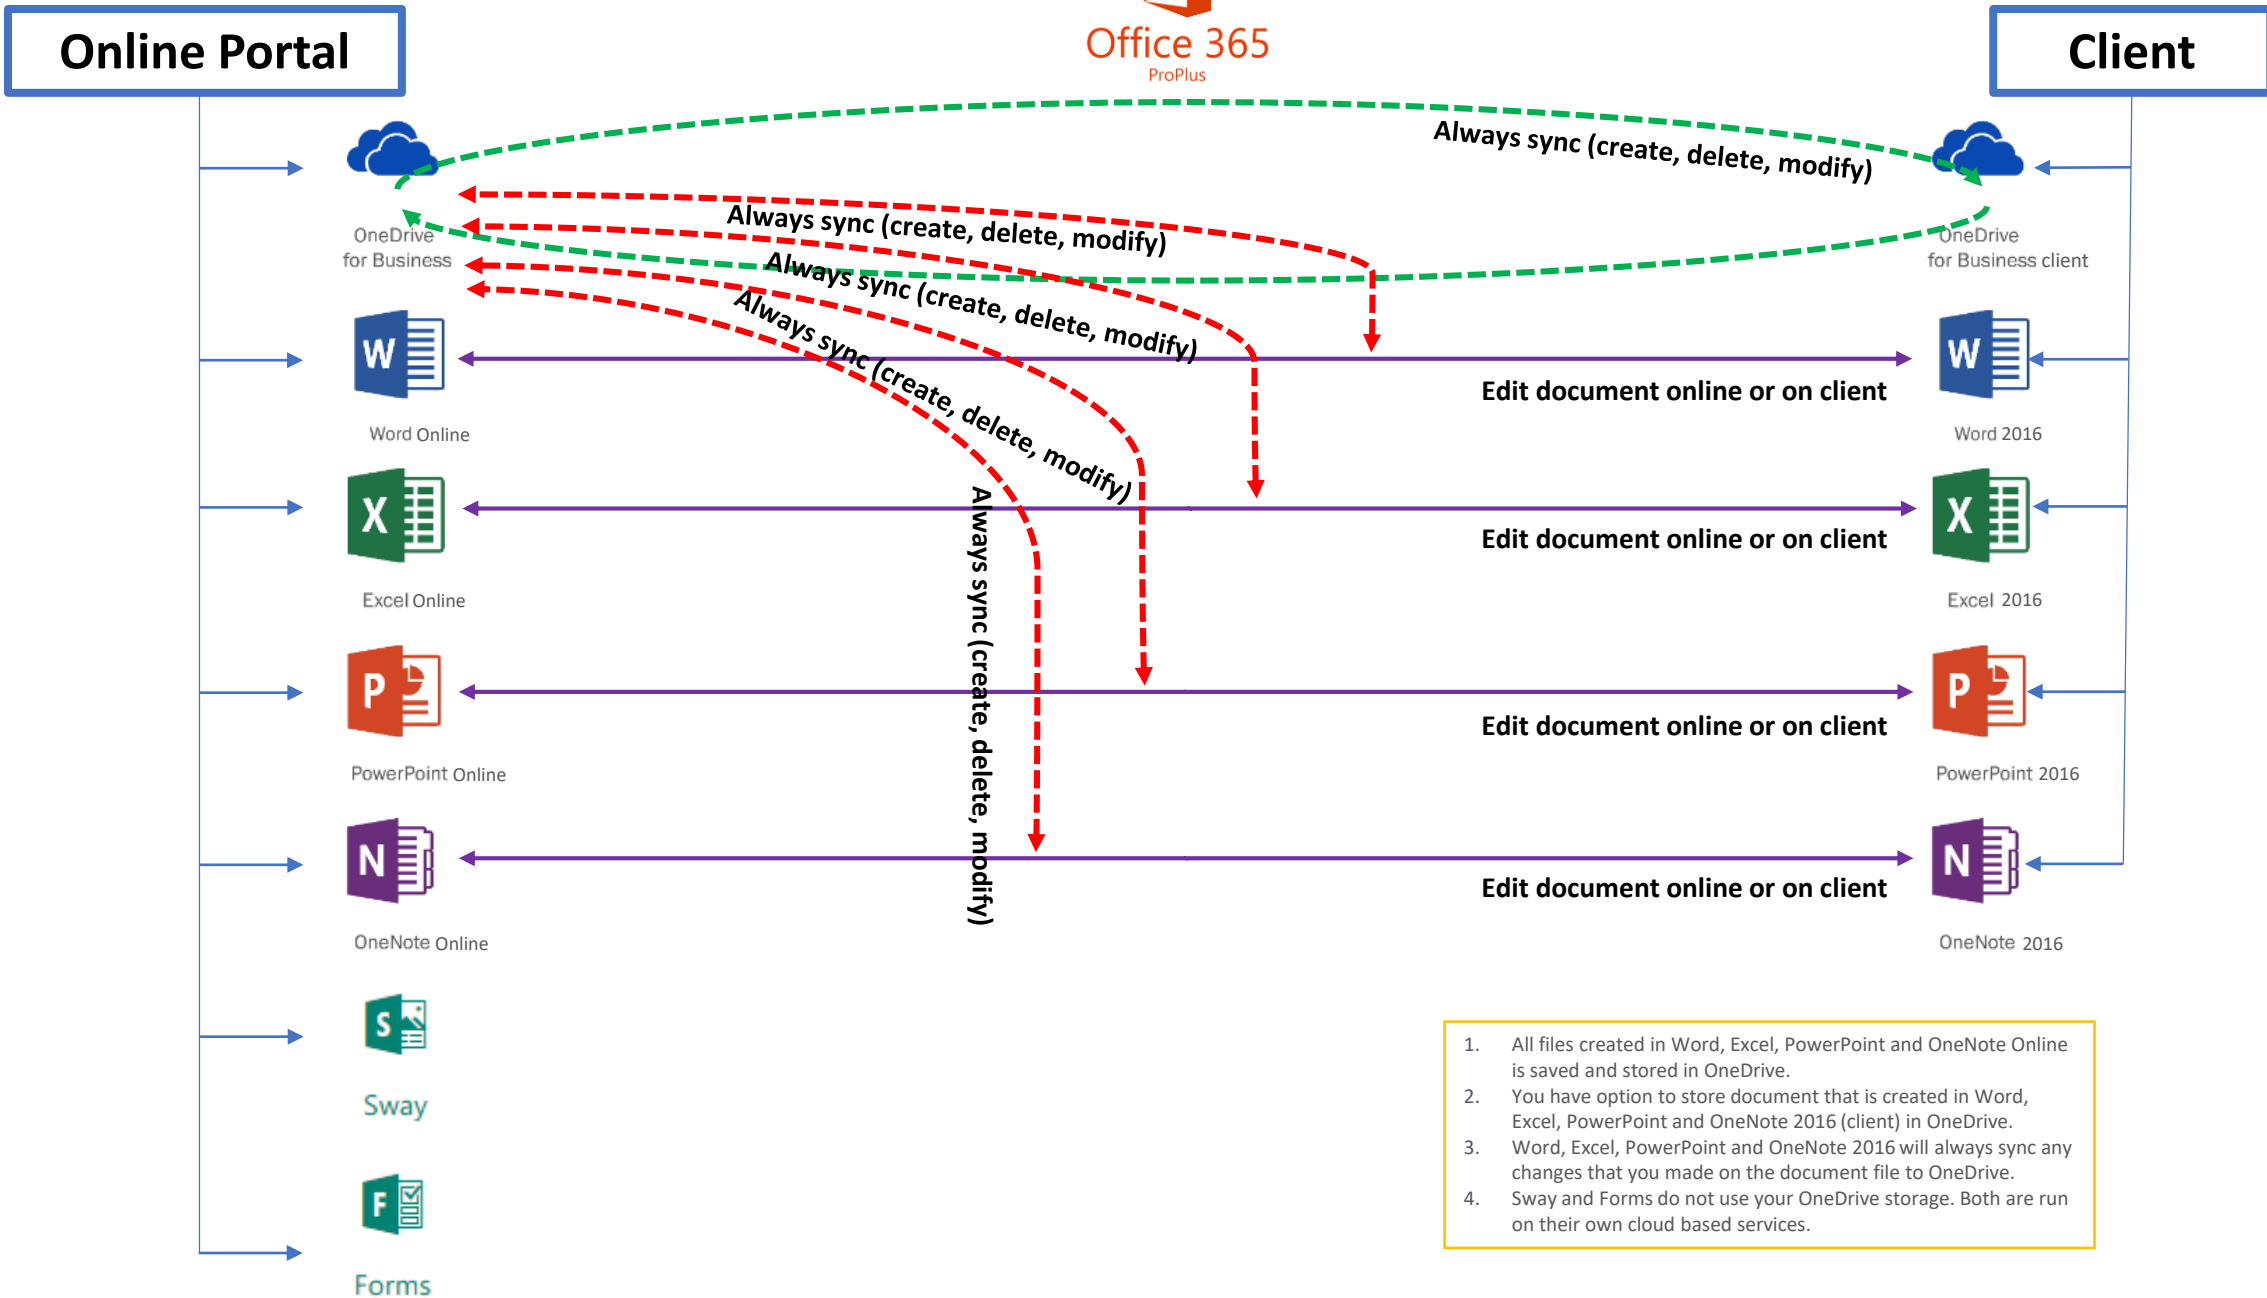 Online Portal
Office 365
ProPlus
Client
Always sync (create, delete, modify)
OneDrive
for Business
Always sync (create, delete, modify)
OneDrive
for Business client
Always sync (create, delete, modify)
Always sync (create, delete, modify)
W
W
Edit document online or on client
Word Online
Word 2016
X
X
Always sync (create, delete, modify)
Edit document online or on client
Excel Online
Excel 2016
P
P
Edit document online or on client
PowerPoint Online
PowerPoint 2016
N
N
Edit document online or on client
OneNote Online
OneNote 2016
S
Sway
F
Forms
1. All files created in Word, Excel, PowerPoint and OneNote Online
is saved and stored in OneDrive.
2. You have option to store document that is created in Word,
Excel, PowerPoint and OneNote 2016 (client) in OneDrive.
3. Word, Excel, PowerPoint and OneNote 2016 will always sync any
changes that you made on the document file to OneDrive.
4. Sway and Forms do not use your OneDrive storage. Both are run
on their own cloud based services.